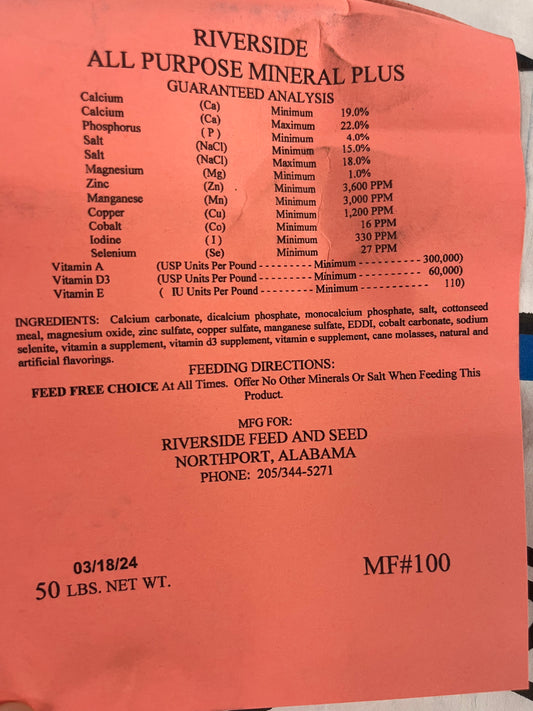 RIVERSIDE
ALL PURPOSE MINERAL PLUS
GUARANTEED ANALYSIS
Calcium (Ca) Minimum 19.0%
Calcium (Ca) Maximum 22.0%
Phosphorus ( P ) Minimum 4.0%
Salt (NaCl) Minimum 15.0%
Salt (NaCl) Maximum 18.0%
Magnesium (Mg) Minimum 1.0%
Zinc (Zn) Minimum 3,600 PPM
Manganese (Mn) Minimum 3,000 PPM
Copper (Cu) Minimum 1,200 PPM
Cobalt (Co) Minimum 16 PPM
Iodine ( I ) Minimum 330 PPM
Selenium (Se) Minimum 27 PPM
Vitamin A (USP Units Per Pound - - - - - - - - - Minimum - - - - - - - - - - - 300,000)
Vitamin D3 (USP Units Per Pound - - - - - - - - - Minimum - - - - - - - - - - - 60,000)
Vitamin E ( IU Units Per Pound - - - - - - - - - Minimum - - - - - - - - - - - 110)
INGREDIENTS: Calcium carbonate, dicalcium phosphate, monocalcium phosphate, salt, cottonseed
meal, magnesium oxide, zinc sulfate, copper sulfate, manganese sulfate, EDDI, cobalt carbonate, sodium
selenite, vitamin a supplement, vitamin d3 supplement, vitamin e supplement, cane molasses, natural and
artificial flavorings.
FEEDING DIRECTIONS:
FEED FREE CHOICE At All Times. Offer No Other Minerals Or Salt When Feeding This
Product.
MFG FOR:
RIVERSIDE FEED AND SEED
NORTHPORT, ALABAMA
PHONE: 205/344-5271
03/18/24
50 LBS. NET WT.
MF#100